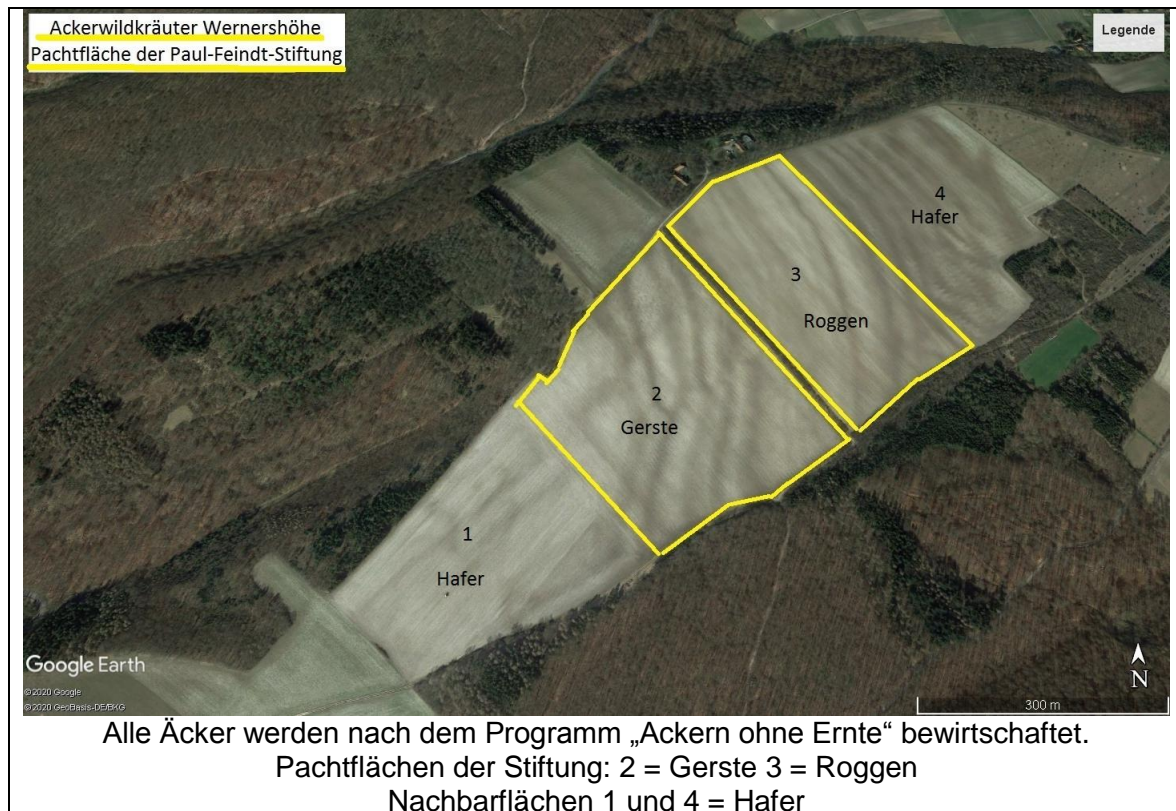 Ackerwildkräuter Wernershöhe
Pachtfläche der Paul-Feindt-Stiftung
Legende
4
Hafer
3
Roggen
2
Gerste
1
Hafer
Google Earth
©2020 Google
©2020 GeoBasis-DE/BKG
N
300 m
Alle Äcker werden nach dem Programm „Ackern ohne Ernte“ bewirtschaftet.
Pachtflächen der Stiftung: 2 = Gerste 3 = Roggen
Nachbarflächen 1 und 4 = Hafer